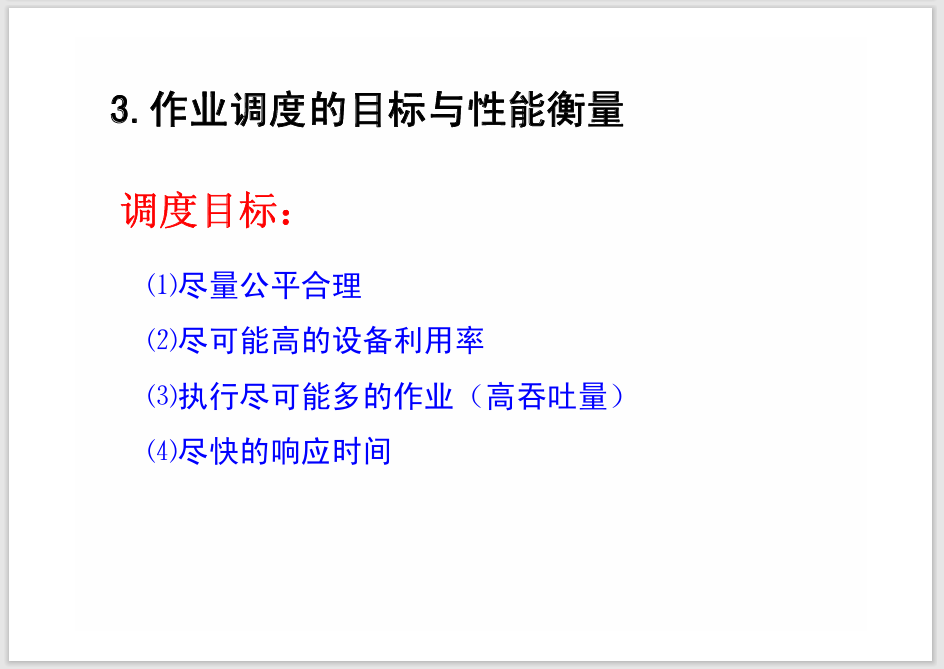 3.作业调度的目标与性能衡量
调度目标：
⑴尽量公平合理
⑵尽可能高的设备利用率
⑶执行尽可能多的作业（高吞吐量）
⑷尽快的响应时间